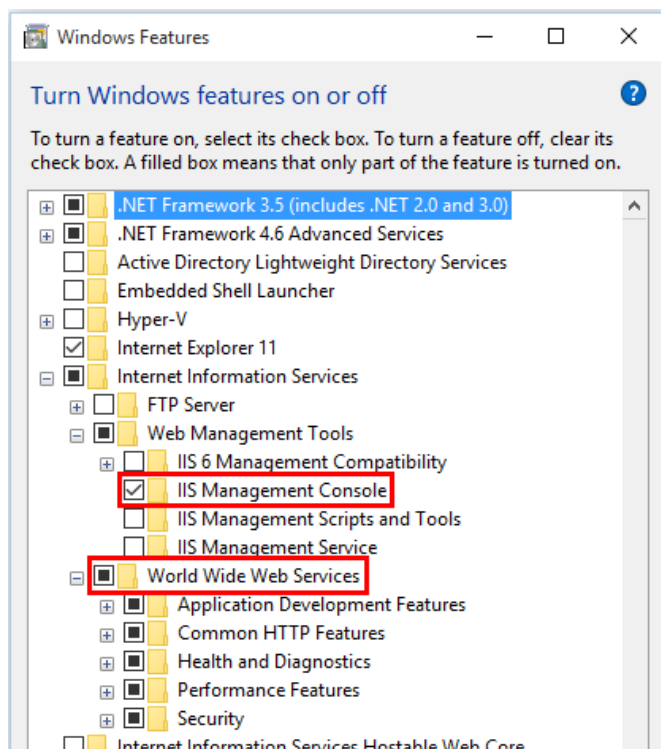 Windows Features
Turn Windows features on or off
To turn a feature on, select its check box. To turn a feature off, clear its
check box. A filled box means that only part of the feature is turned on.
.NET Framework 3.5 (includes .NET 2.0 and 3.0)
.NET Framework 4.6 Advanced Services
Active Directory Lightweight Directory Services
Embedded Shell Launcher
Hyper-V
Internet Explorer 11
Internet Information Services
FTP Server
Web Management Tools
IIS 6 Management Compatibility
IIS Management Console
IIS Management Scripts and Tools
IIS Management Service
World Wide Web Services
Application Development Features
Common HTTP Features
Health and Diagnostics
Performance Features
Security
Internet Information Services Hostable Web Core